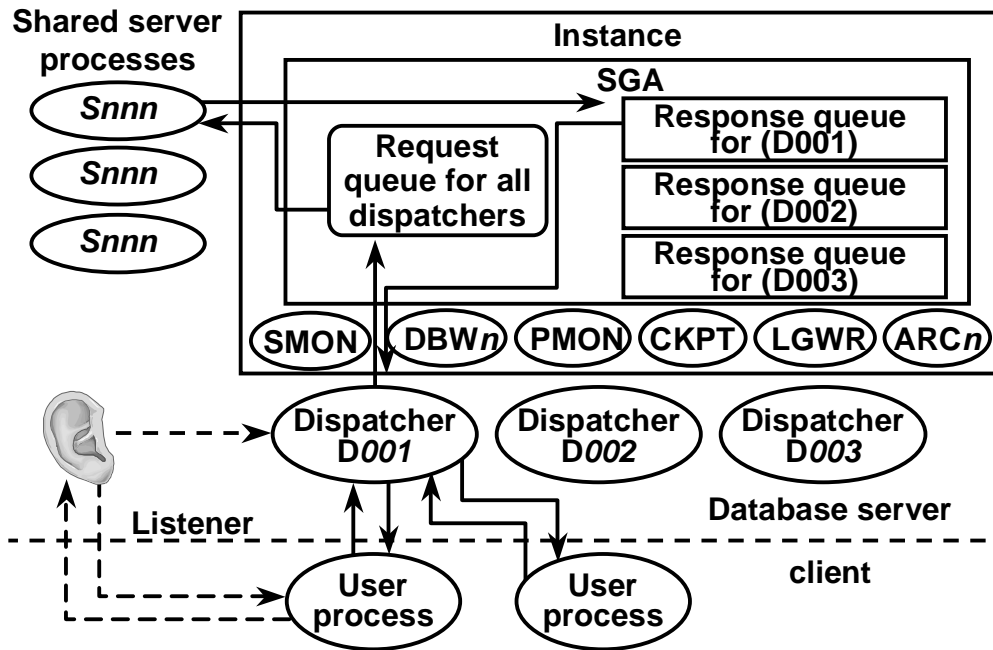 Shared server
processes
Snnn
Snnn
Snnn
Instance
SGA
Request
queue for all
dispatchers
Response queue
for (D001)
Response queue
for (D002)
Response queue
for (D003)
SMON
DBWn
PMON
CKPT
LGWR
ARCn
Dispatcher
D001
Dispatcher
D002
Dispatcher
D003
Listener
Database server
client
User
process
User
process